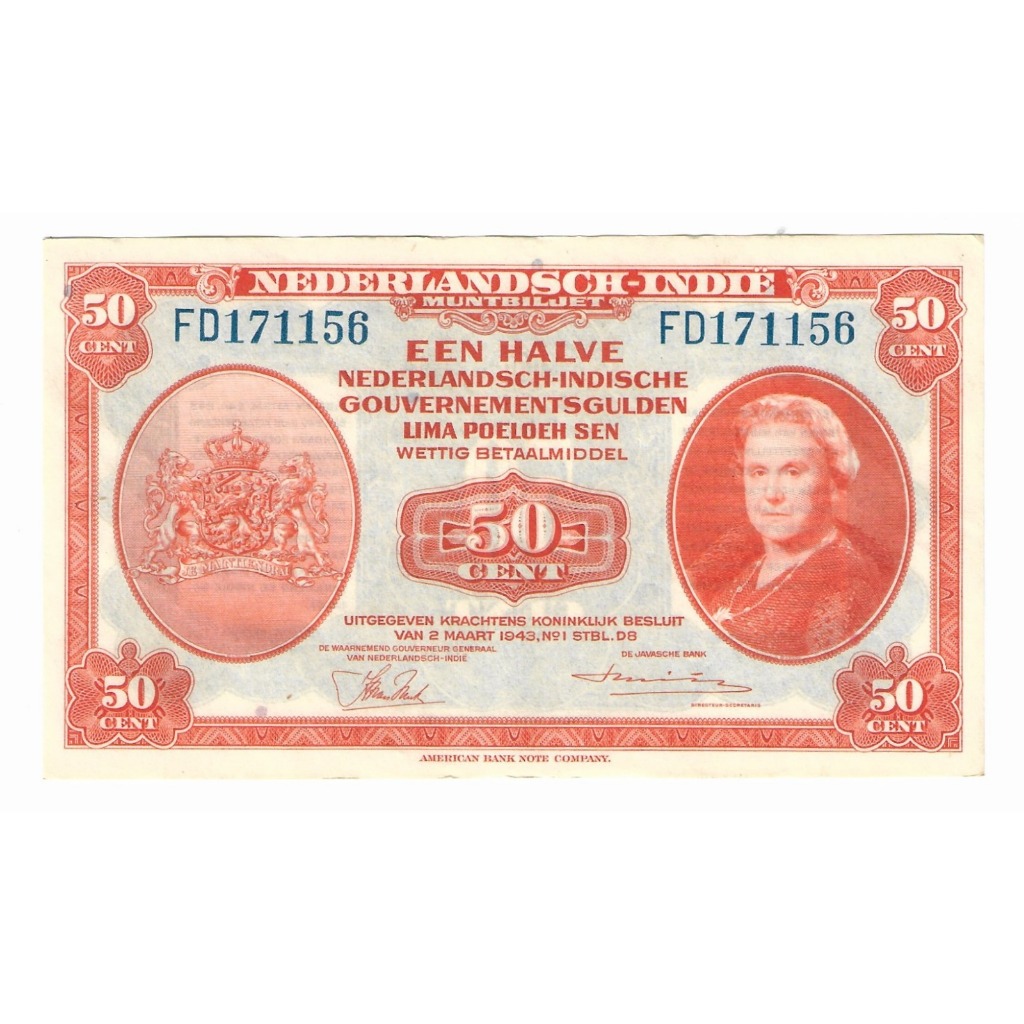 NEDERLANDSCH-INDIË
MUNTBILJET
50
CENT
50
CENT
FD171156
FD171156
EEN HALVE
NEDERLANDSCH-INDISCHE
GOUVERNEMENTSGULDEN
LIMA POELOEH SEN
WETTIG BETAALMIDDEL
50
CENT
JE MAINTIENDRAI
UITGEGEVEN KRACHTENS KONINKLIJK BESLUIT
VAN 2 MAART 1943, No 1 STBL. D8
DE WAARNEMEND GOUVERNEUR GENERAAL
VAN NEDERLANDSCH-INDIË
DE JAVASCHE BANK
DIRECTEUR-SECRETARIS
50
CENT
50
CENT
AMERICAN BANK NOTE COMPANY.